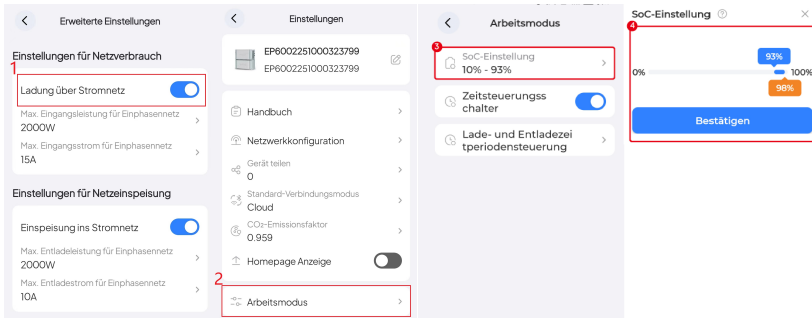 Erweiterte Einstellungen
Einstellungen für Netzverbrauch
1
Ladung über Stromnetz
Max. Eingangsleistung für Einphasennetz
2000W
Max. Eingangsstrom für Einphasennetz
15A
Einstellungen für Netzeinspeisung
Einspeisung ins Stromnetz
Max. Entladeleistung für Einphasennetz
2000W
Max. Entladestrom für Einphasennetz
10A
Einstellungen
EP6002251000323799
EP6002251000323799
Handbuch
Netzwerkkonfiguration
Gerät teilen
0
Standard-Verbindungsmodus
Cloud
CO₂-Emissionsfaktor
0.959
Homepage Anzeige
2
Arbeitsmodus
Arbeitsmodus
3
SoC-Einstellung
10% - 93%
Zeitsteuerungss
chalter
Lade- und Entladezei
tperiodensteuerung
SoC-Einstellung
4
93%
0%
100%
98%
Bestätigen